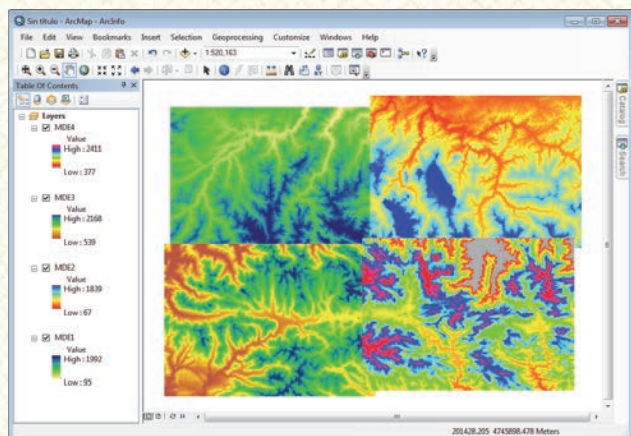 Sin título - ArcMap - ArcInfo
File Edit View Bookmarks Insert Selection Geoprocessing Customize Windows Help
1:520,163
Table Of Contents
Layers
MDE4
Value
High : 2411
Low : 377
MDE3
Value
High : 2168
Low : 539
MDE2
Value
High : 1839
Low : 67
MDE1
Value
High : 1992
Low : 95
Catalog
Search
201428.205 4745898.478 Meters